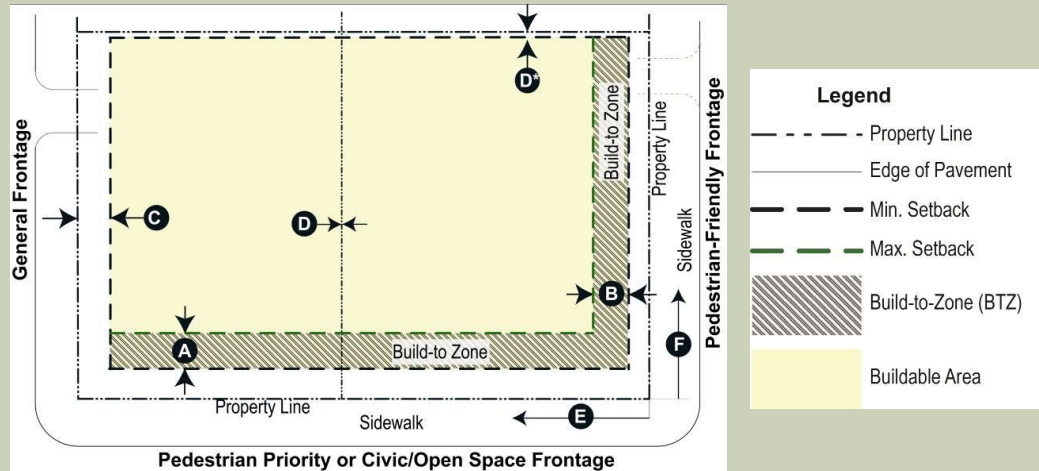 D*
Build-to Zone
Property Line
Pedestrian-Friendly Frontage
General Frontage
C
D
Sidewalk
B
A
Build-to Zone
F
Property Line
E
Sidewalk
Pedestrian Priority or Civic/Open Space Frontage
Legend
Property Line
Edge of Pavement
Min. Setback
Max. Setback
Build-to-Zone (BTZ)
Buildable Area